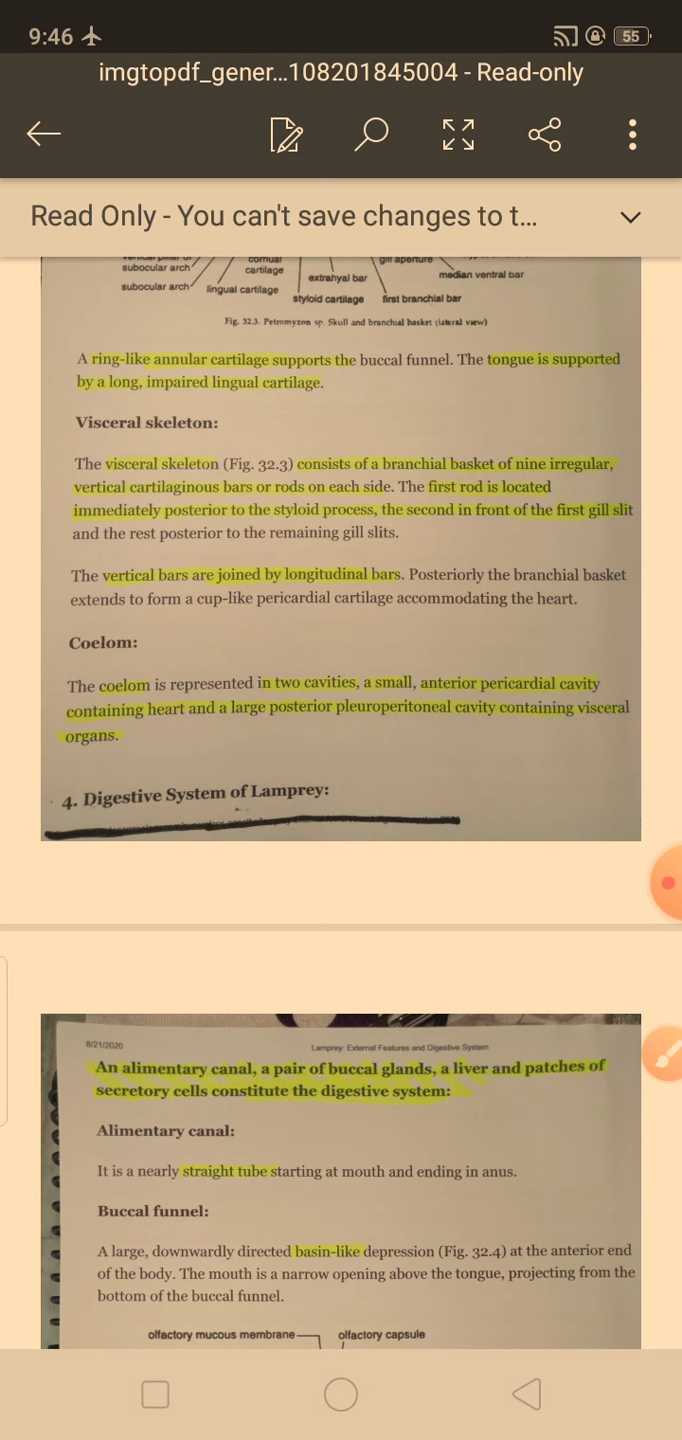 9:46
55
imgtopdf_gener...108201845004 - Read-only
Read Only - You can't save changes to t...
subocular arch
cornual
cartilage
gill aperture
subocular arch
lingual cartilage
extrahyal bar
median ventral bar
styloid cartilage
first branchial bar
Fig. 32.3. Petromyzon sp. Skull and branchial basket (lateral view)
A ring-like annular cartilage supports the buccal funnel. The tongue is supported
by a long, impaired lingual cartilage.
Visceral skeleton:
The visceral skeleton (Fig. 32.3) consists of a branchial basket of nine irregular,
vertical cartilaginous bars or rods on each side. The first rod is located
immediately posterior to the styloid process, the second in front of the first gill slit
and the rest posterior to the remaining gill slits.
The vertical bars are joined by longitudinal bars. Posteriorly the branchial basket
extends to form a cup-like pericardial cartilage accommodating the heart.
Coelom:
The coelom is represented in two cavities, a small, anterior pericardial cavity
containing heart and a large posterior pleuroperitoneal cavity containing visceral
organs.
4. Digestive System of Lamprey:
8/21/2020
Lamprey: External Features and Digestive System
An alimentary canal, a pair of buccal glands, a liver and patches of
secretory cells constitute the digestive system:
Alimentary canal:
It is a nearly straight tube starting at mouth and ending in anus.
Buccal funnel:
A large, downwardly directed basin-like depression (Fig. 32.4) at the anterior end
of the body. The mouth is a narrow opening above the tongue, projecting from the
bottom of the buccal funnel.
olfactory mucous membrane
olfactory capsule